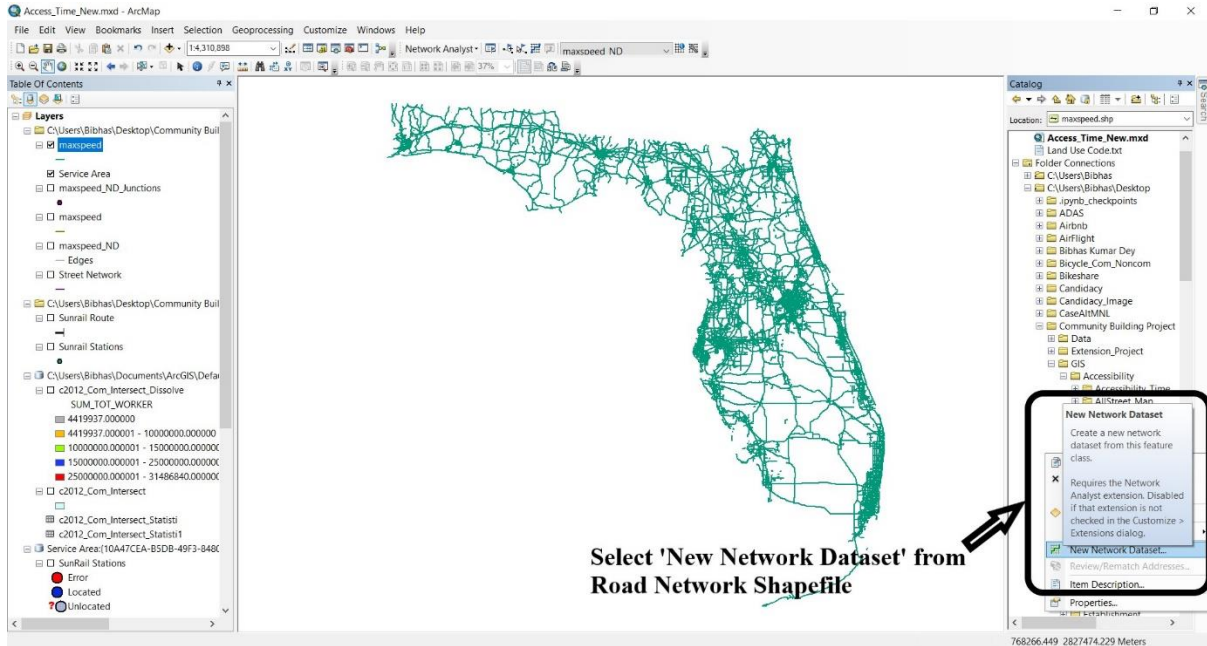 Access_Time_New.mxd - ArcMap
File Edit View Bookmarks Insert Selection Geoprocessing Customize Windows Help
1:4,310,898
Network Analyst
maxspeed_ND
37%
Table Of Contents
Layers
C:\Users\Bibhas\Desktop\Community Buil
maxspeed
Service Area
maxspeed_ND_Junctions
maxspeed
maxspeed_ND
Edges
Street Network
C:\Users\Bibhas\Desktop\Community Buil
Sunrail Route
Sunrail Stations
C:\Users\Bibhas\Documents\ArcGIS\Defau
c2012_Com_Intersect_Dissolve
SUM_TOT_WORKER
4419937.000000
4419937.000001 - 10000000.000000
10000000.000001 - 15000000.000000
15000000.000001 - 25000000.000000
25000000.000001 - 31486840.000000
c2012_Com_Intersect
c2012_Com_Intersect_Statisti
c2012_Com_Intersect_Statisti1
Service Area:{10A47CEA-B5DB-49F3-848C
SunRail Stations
Error
Located
? Unlocated
Select 'New Network Dataset' from
Road Network Shapefile
Catalog
Location: maxspeed.shp
Search
Access_Time_New.mxd
Land Use Code.txt
Folder Connections
C:\Users\Bibhas
C:\Users\Bibhas\Desktop
.ipynb_checkpoints
ADAS
Airbnb
AirFlight
Bibhas Kumar Dey
Bicycle_Com_Noncom
Bikeshare
Candidacy
Candidacy_Image
CaseAltMNL
Community Building Project
Data
Extension_Project
GIS
Accessibility
Accessibility_Time
AllStreet_Map
New Network Dataset
Create a new network
dataset from this feature
class.
Requires the Network
Analyst extension. Disabled
if that extension is not
checked in the Customize >
Extensions dialog.
New Network Dataset...
Review/Rematch Addresses...
Item Description...
Properties...
Establishment
768266.449 2827474.229 Meters